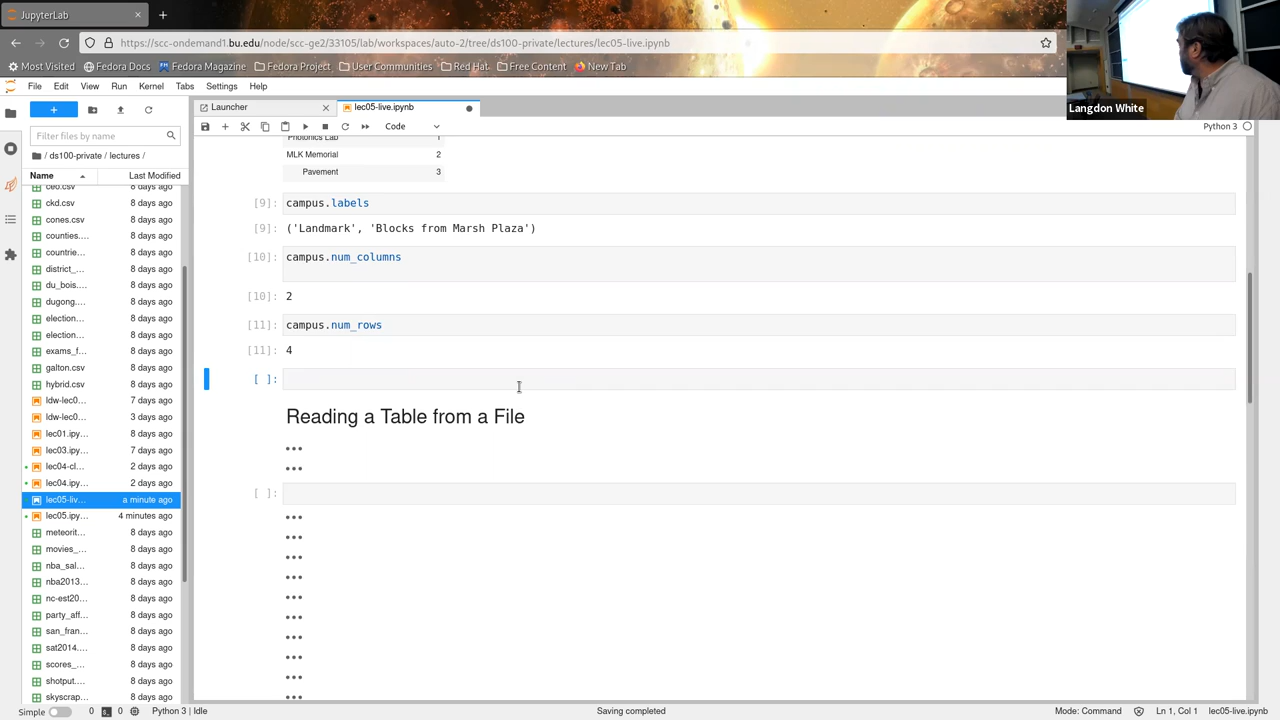 JupyterLab
https://scc-ondemand1.bu.edu/node/scc-ge2/33105/lab/workspaces/auto-2/tree/ds100-private/lectures/lec05-live.ipynb
Most Visited Fedora Docs Fedora Magazine Fedora Project User Communities Red Hat Free Content New Tab
Langdon White
File Edit View Run Kernel Tabs Settings Help
Launcher
lec05-live.ipynb
Code
Python 3
Filter files by name
/ ds100-private / lectures /
Name Last Modified
ceo.csv 8 days ago
ckd.csv 8 days ago
cones.csv 8 days ago
counties.... 8 days ago
countrie... 8 days ago
district_... 8 days ago
du_bois.... 8 days ago
dugong.... 8 days ago
election... 8 days ago
election... 8 days ago
exams_f... 8 days ago
galton.csv 8 days ago
hybrid.csv 8 days ago
ldw-lec0... 7 days ago
ldw-lec0... 3 days ago
lec01.ipy... 8 days ago
lec03.ipy... 7 days ago
lec04-cl... 2 days ago
lec04.ipy... 2 days ago
lec05-liv... a minute ago
lec05.ipy... 4 minutes ago
meteorit... 8 days ago
movies_... 8 days ago
nba_sal... 8 days ago
nba2013... 8 days ago
nc-est20... 8 days ago
party_aff... 8 days ago
san_fran... 8 days ago
sat2014.... 8 days ago
scores_... 8 days ago
shotput.... 8 days ago
skyscrap... 8 days ago
Photonics Lab 1
MLK Memorial 2
Pavement 3
[9]: campus.labels
[9]: ('Landmark', 'Blocks from Marsh Plaza')
[10]: campus.num_columns
[10]: 2
[11]: campus.num_rows
[11]: 4
[ ]:
Reading a Table from a File
[ ]:
Simple 0 0 Python 3 | Idle Saving completed Mode: Command Ln 1, Col 1 lec05-live.ipynb